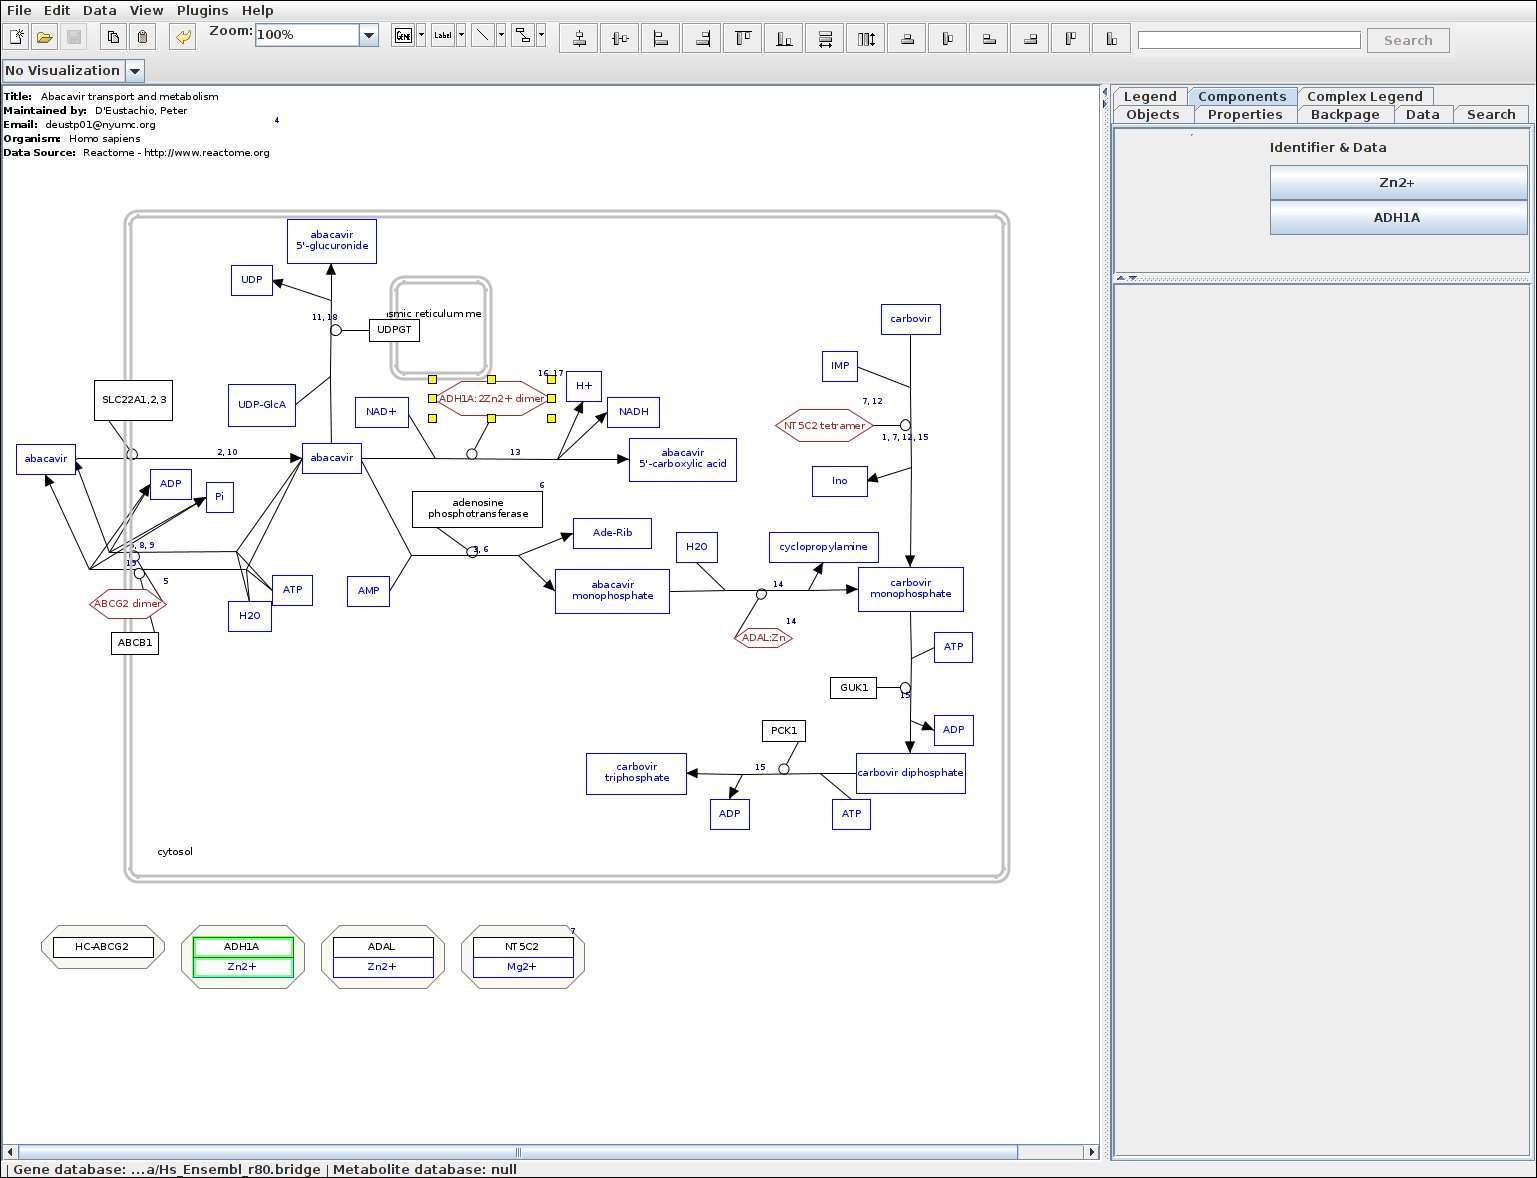 File Edit Data View Plugins Help
Zoom: 100%
Gene Label
Search
No Visualization
Title: Abacavir transport and metabolism
Maintained by: D'Eustachio, Peter
Email: deustp01@nyumc.org
4
Organism: Homo sapiens
Data Source: Reactome - http://www.reactome.org
Legend Components Complex Legend
Objects Properties Backpage Data Search
Identifier & Data
Zn2+
ADH1A
abacavir
5'-glucuronide
UDP
11, 18
smic reticulum me
UDPGT
carbovir
IMP
16, 17
H+
SLC22A1,2,3
UDP-GlcA
NAD+
ADH1A:2Zn2+ dimer
NADH
7, 12
NT5C2 tetramer
1, 7, 12, 15
abacavir
2, 10
abacavir
13
abacavir
5'-carboxylic acid
ADP
Pi
6
adenosine
phosphotransferase
Ino
8, 9
3, 6
Ade-Rib
H20
cyclopropylamine
19
5
ATP
AMP
abacavir
monophosphate
14
carbovir
monophosphate
ABCG2 dimer
H20
14
ADAL:Zn
ABCB1
ATP
GUK1
15
PCK1
ADP
carbovir
triphosphate
15
carbovir diphosphate
ADP
ATP
cytosol
HC-ABCG2
ADH1A
Zn2+
ADAL
Zn2+
7
NT5C2
Mg2+
| Gene database: ...a/Hs_Ensembl_r80.bridge | Metabolite database: null